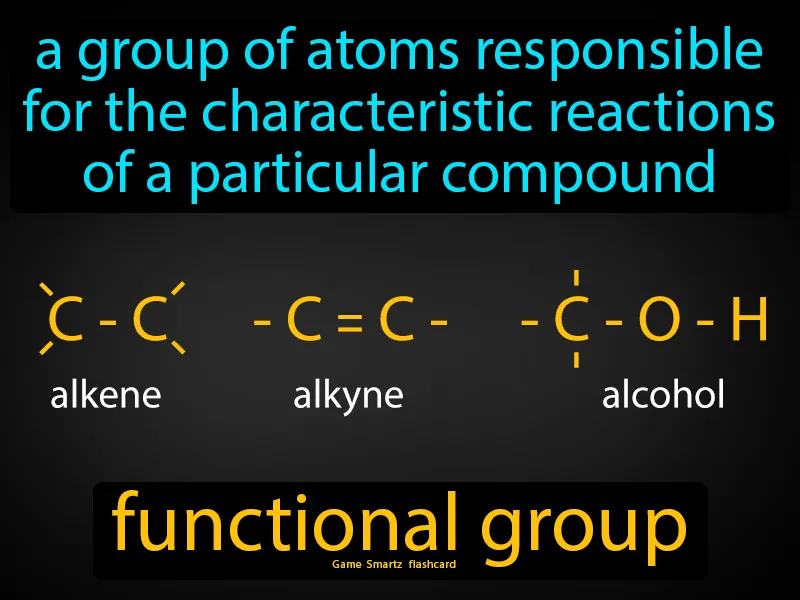 a group of atoms responsible
for the characteristic reactions
of a particular compound
C - C
- C = C -
- C - O - H
alkene
alkyne
alcohol
functional group
Game Smartz flashcard